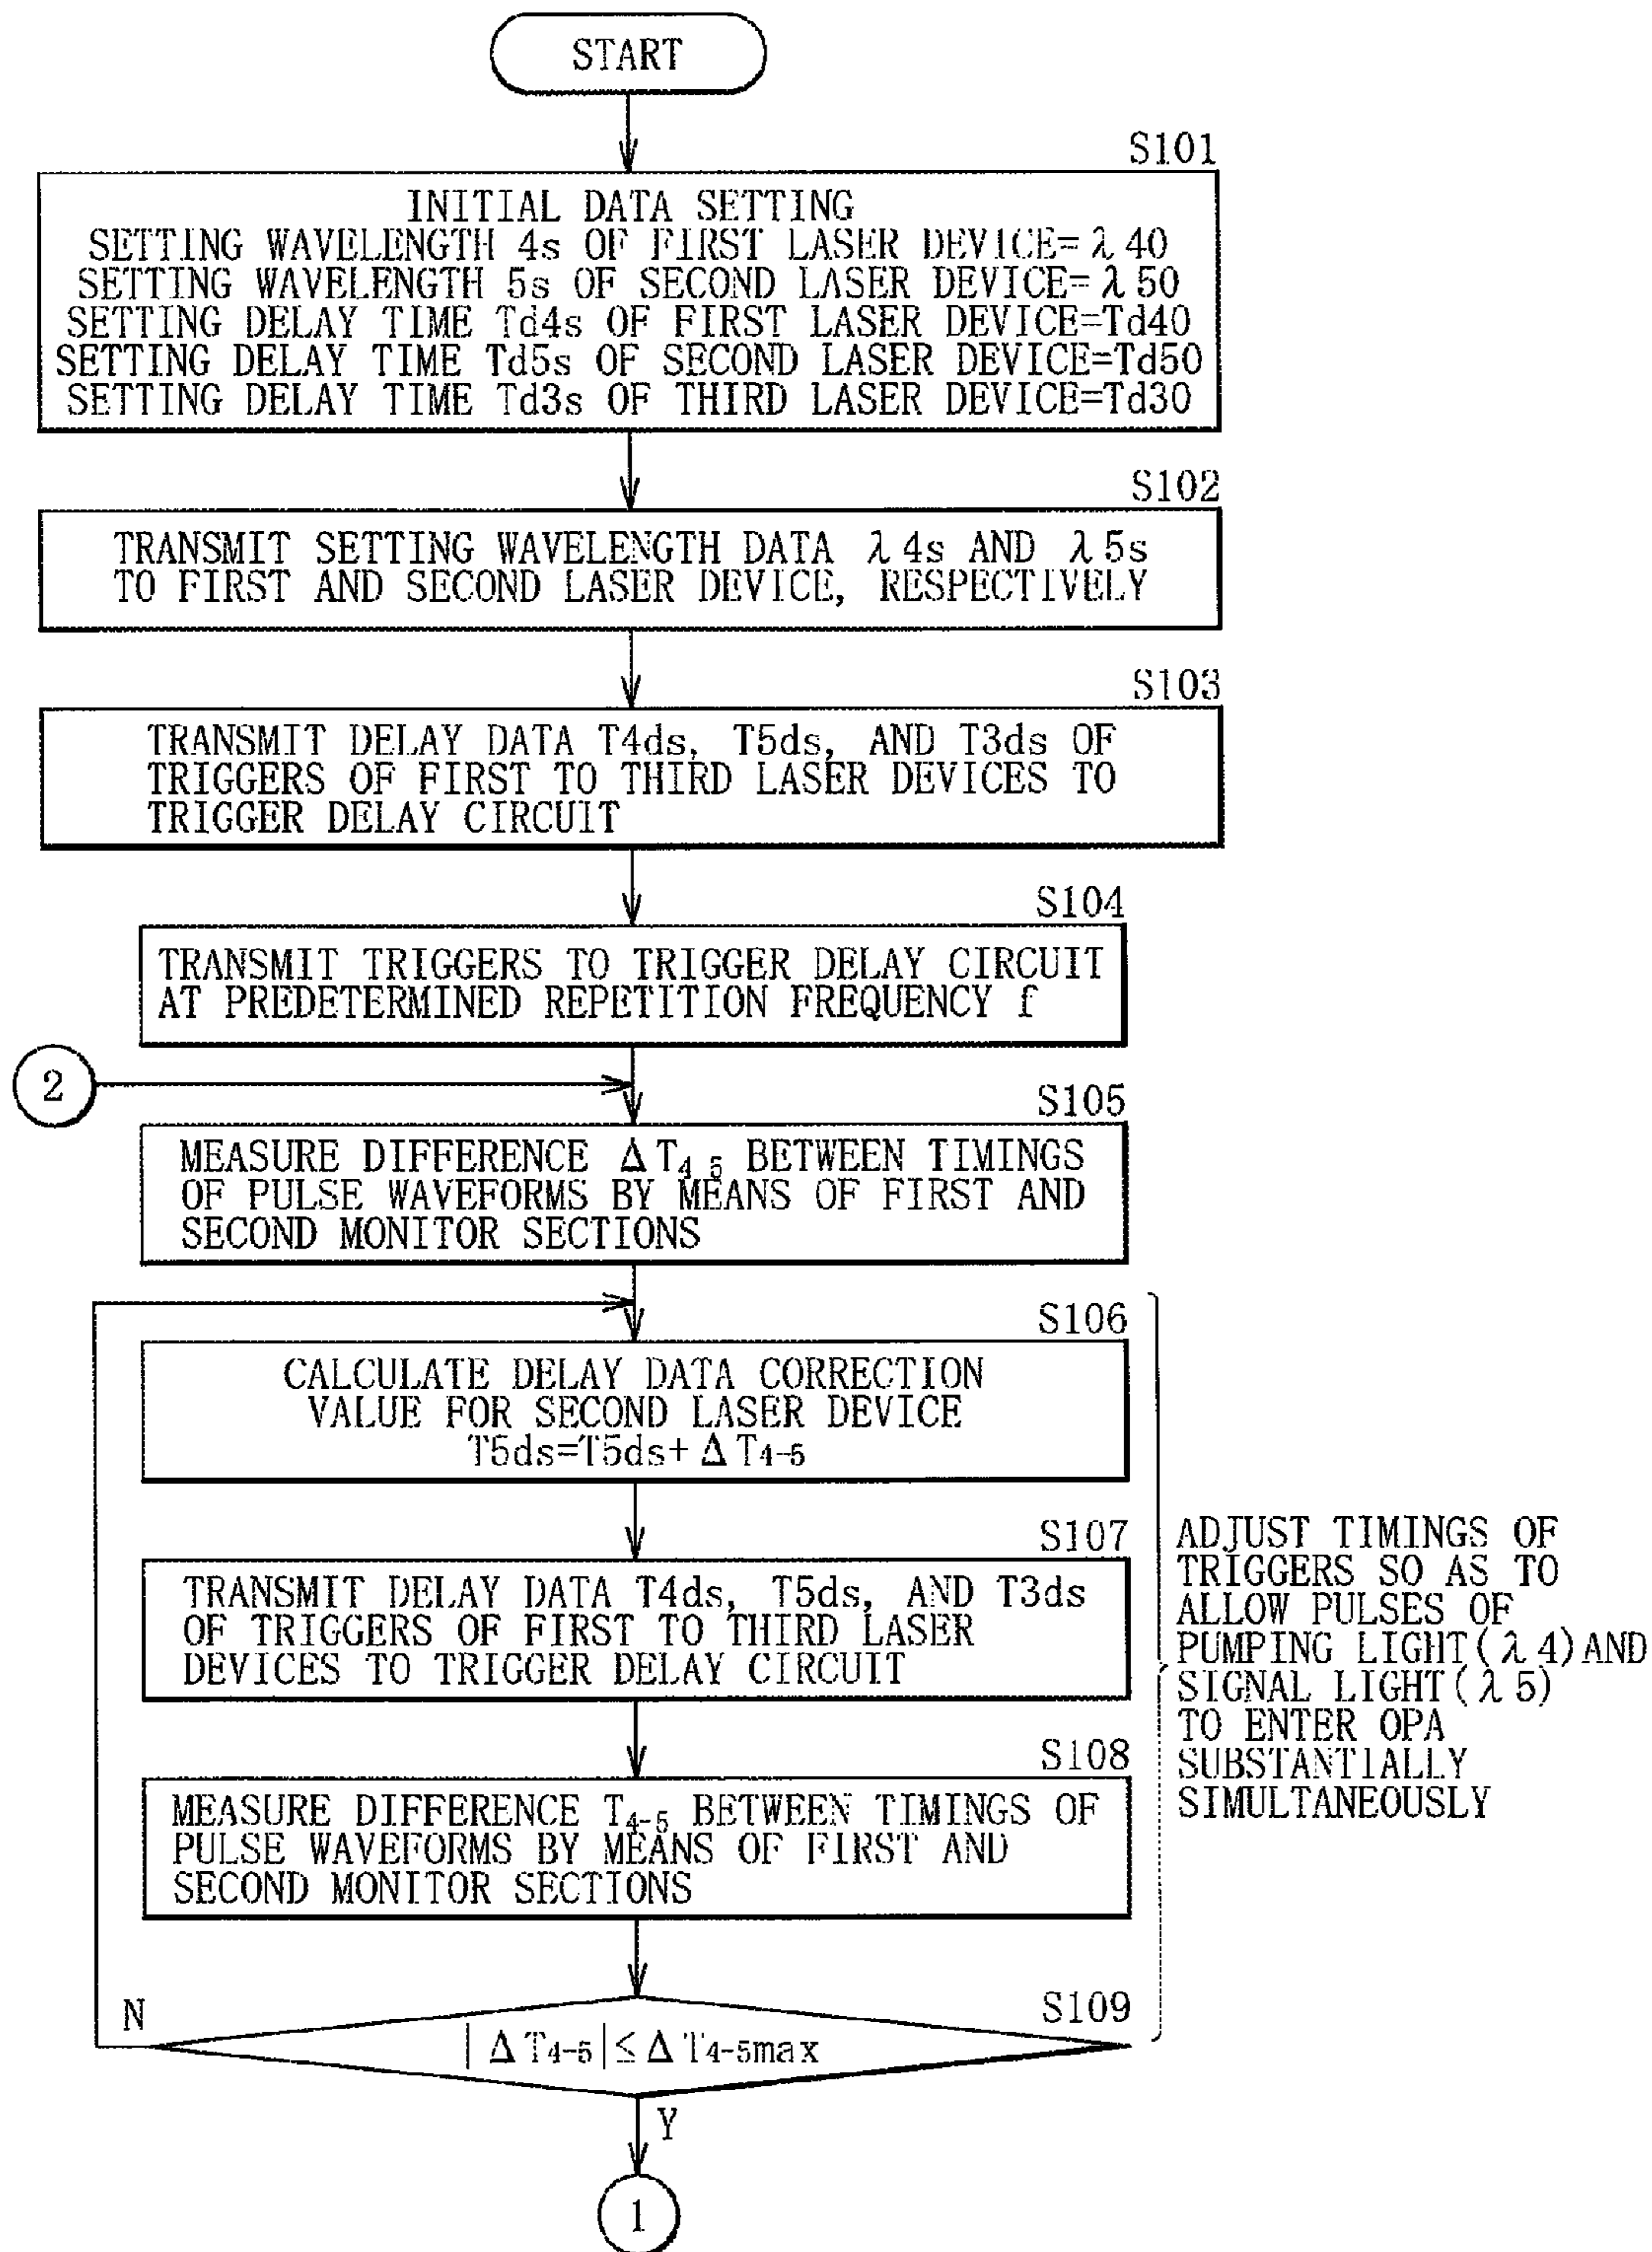 START
S101
INITIAL DATA SETTING
SETTING WAVELENGTH 4s OF FIRST LASER DEVICE=λ40
SETTING WAVELENGTH 5s OF SECOND LASER DEVICE=λ50
SETTING DELAY TIME Td4s OF FIRST LASER DEVICE=Td40
SETTING DELAY TIME Td5s OF SECOND LASER DEVICE=Td50
SETTING DELAY TIME Td3s OF THIRD LASER DEVICE=Td30
S102
TRANSMIT SETTING WAVELENGTH DATA λ4s AND λ5s
TO FIRST AND SECOND LASER DEVICE, RESPECTIVELY
S103
TRANSMIT DELAY DATA T4ds, T5ds, AND T3ds OF
TRIGGERS OF FIRST TO THIRD LASER DEVICES TO
TRIGGER DELAY CIRCUIT
S104
TRANSMIT TRIGGERS TO TRIGGER DELAY CIRCUIT
AT PREDETERMINED REPETITION FREQUENCY f
2
S105
MEASURE DIFFERENCE ΔT4-5 BETWEEN TIMINGS
OF PULSE WAVEFORMS BY MEANS OF FIRST AND
SECOND MONITOR SECTIONS
S106
CALCULATE DELAY DATA CORRECTION
VALUE FOR SECOND LASER DEVICE
T5ds=T5ds+ΔT4-5
S107
TRANSMIT DELAY DATA T4ds, T5ds, AND T3ds
OF TRIGGERS OF FIRST TO THIRD LASER
DEVICES TO TRIGGER DELAY CIRCUIT
S108
MEASURE DIFFERENCE T4-5 BETWEEN TIMINGS OF
PULSE WAVEFORMS BY MEANS OF FIRST AND
SECOND MONITOR SECTIONS
ADJUST TIMINGS OF
TRIGGERS SO AS TO
ALLOW PULSES OF
PUMPING LIGHT(λ4)AND
SIGNAL LIGHT(λ5)
TO ENTER OPA
SUBSTANTIALLY
SIMULTANEOUSLY
S109
N
|ΔT4-5|≤ΔT4-5max
Y
1